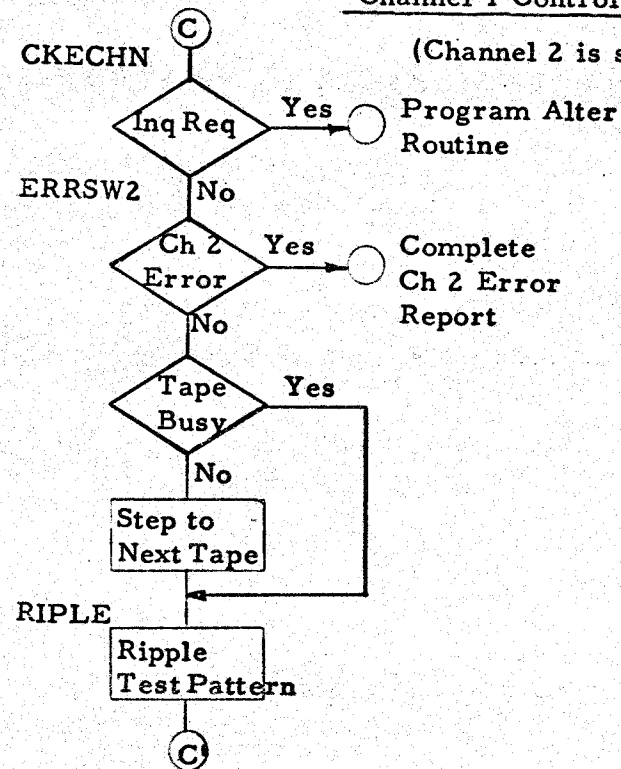 Channel 1 Control
C
CKECHN
(Channel 2 is s
Inq Req
Yes
Program Alter
Routine
ERRSW2
No
Ch 2
Error
Yes
Complete
Ch 2 Error
Report
No
Tape
Busy
Yes
No
Step to
Next Tape
RIPLE
Ripple
Test Pattern
C